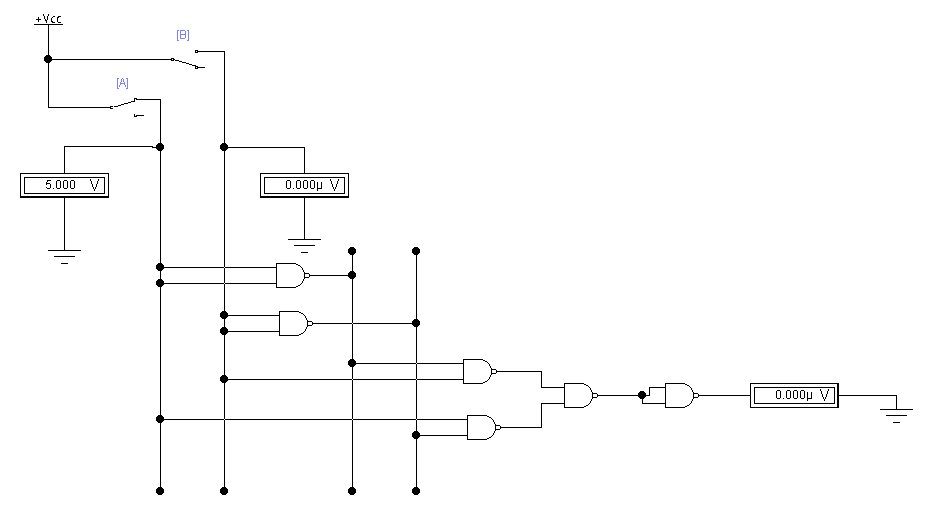 +Vcc
[B]
[A]
5.000 V
0.000µ V
0.000µ V